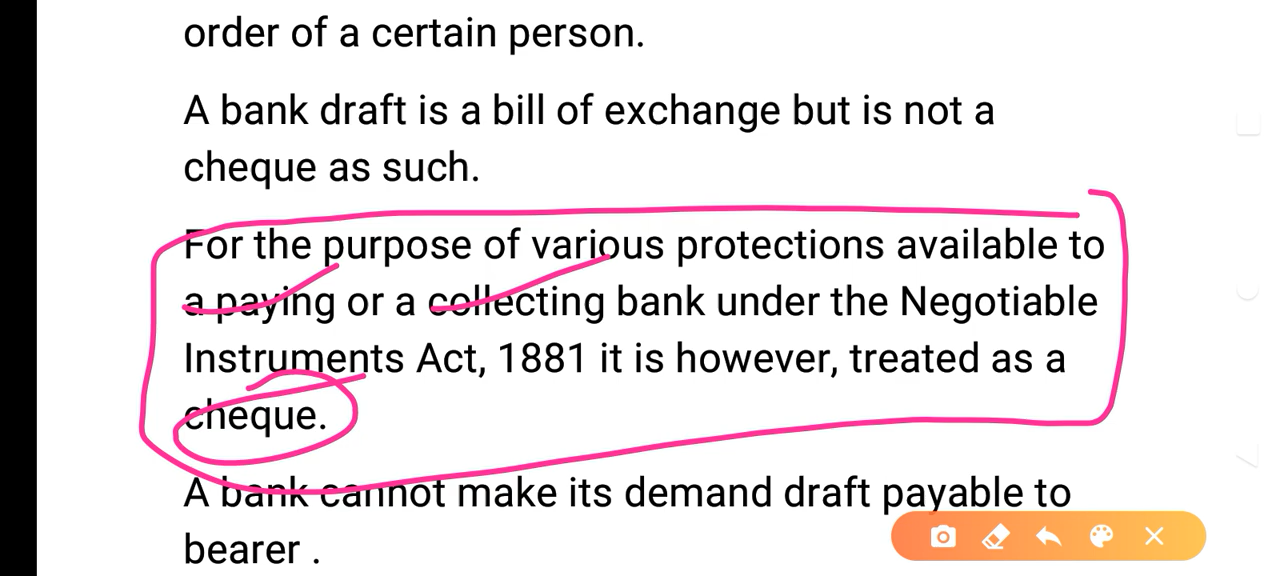 order of a certain person.
A bank draft is a bill of exchange but is not a
cheque as such.
For the purpose of various protections available to
a paying or a collecting bank under the Negotiable
Instruments Act, 1881 it is however, treated as a
cheque.
A bank cannot make its demand draft payable to
bearer .